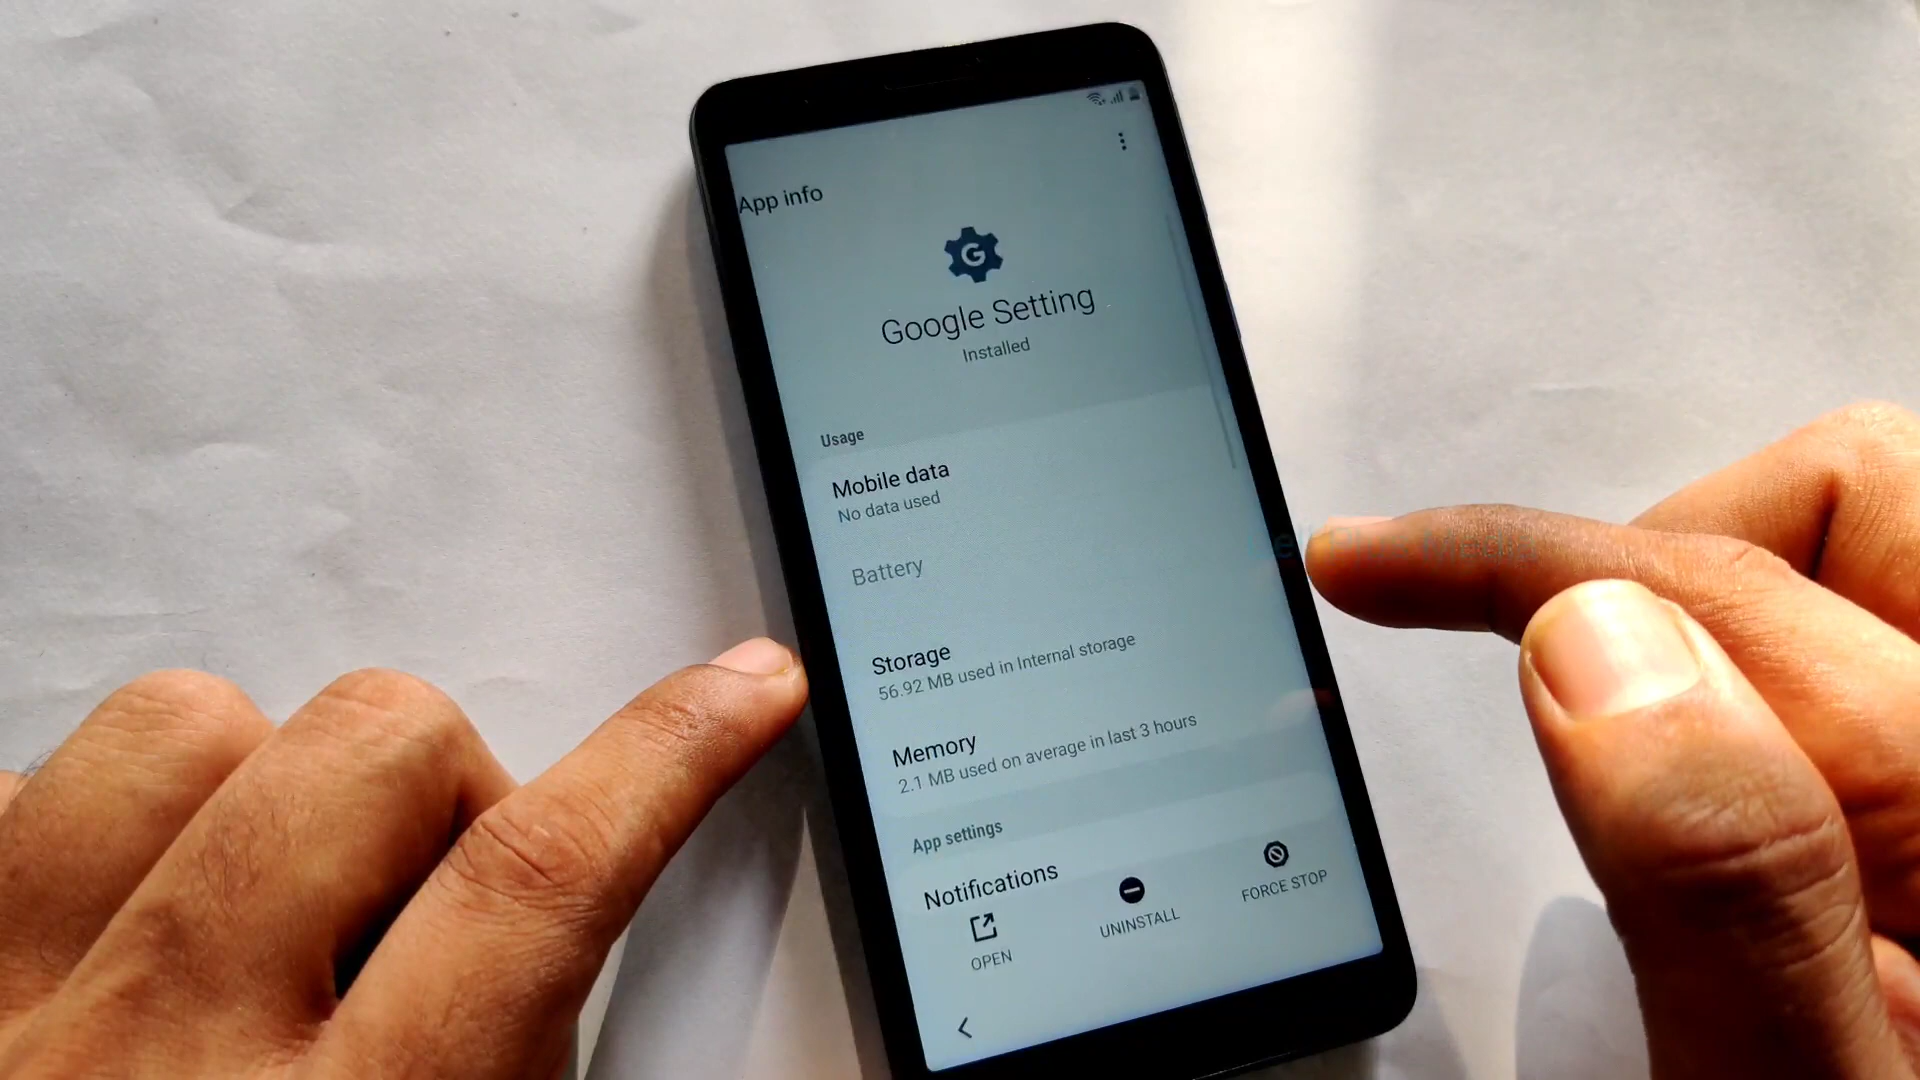 App info
G
Google Setting
Installed
Usage
Mobile data
No data used
Battery
Storage
56.92 MB used in Internal storage
Memory
2.1 MB used on average in last 3 hours
App settings
Notifications
OPEN
UNINSTALL
FORCE STOP